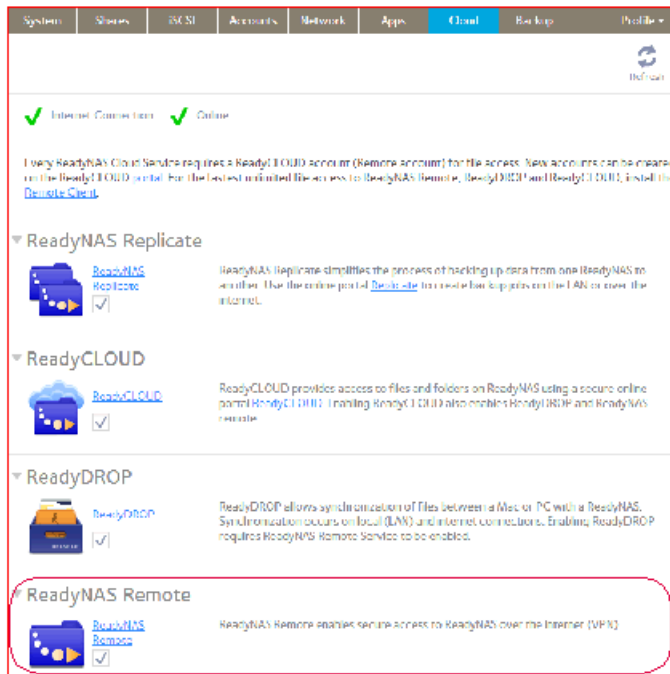 System Shares iSCSI Accounts Network Apps Cloud Backup Profile
Refresh
Internet Connection Online
Every ReadyNAS Cloud Service requires a ReadyCLOUD account (Remote account) for file access. New accounts can be create
on the ReadyCLOUD portal. For the fastest unlimited file access to ReadyNAS Remote, ReadyDROP and ReadyCLOUD, install th
Remote Client.
ReadyNAS Replicate
ReadyNAS
Replicate
ReadyNAS Replicate simplifies the process of backing up data from one ReadyNAS to
another. Use the online portal Replicate to create backup jobs on the LAN or over the
internet.
ReadyCLOUD
ReadyCLOUD
ReadyCLOUD provides access to files and folders on ReadyNAS using a secure online
portal ReadyCLOUD. Enabling ReadyCLOUD also enables ReadyDROP and ReadyNAS
remote.
ReadyDROP
ReadyDROP
ReadyDROP allows synchronization of files between a Mac or PC with a ReadyNAS.
Synchronization occurs on local (LAN) and internet connections. Enabling ReadyDROP
requires ReadyNAS Remote Service to be enabled.
ReadyNAS Remote
ReadyNAS
Remote
ReadyNAS Remote enables secure access to ReadyNAS over the Internet (VPN)